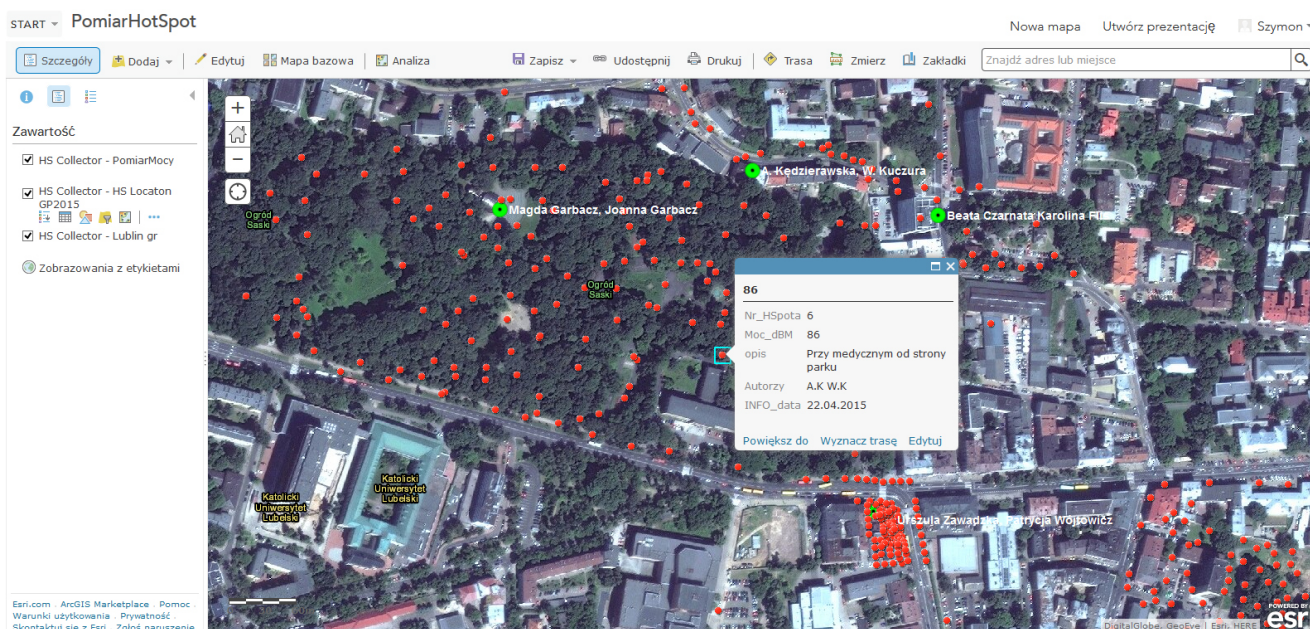 START PomiarHotSpot
Nowa mapa Utwórz prezentację Szymon
Szczegóły Dodaj Edytuj Mapa bazowa Analiza Zapisz Udostępnij Drukuj Trasa Zmierz Zakładki Znajdź adres lub miejsce
Zawartość
HS Collector - PomiarMocy
HS Collector - HS Locaton
GP2015
HS Collector - Lublin gr
Zobrazowania z etykietami
Esri.com . ArcGIS Marketplace . Pomoc .
Warunki użytkowania . Prywatność .
Skontaktuj się z Esri . Zgłoś naruszenie
A. Kędzierawska, W. Kuczura
Magda Garbacz, Joanna Garbacz
Beata Czarnata Karolina
Ogród
Saski
Ogród
Saski
86
Nr_HSpota 6
Moc_dBM 86
opis Przy medycznym od strony
parku
Autorzy A.K W.K
INFO_data 22.04.2015
Powiększ do Wyznacz trasę Edytuj
Katolicki
Uniwersytet
Lubelski
Katolicki
Uniwersytet
Lubelski
Urszula Zawadzka, Patrycja Wójtowicz
DigitalGlobe, GeoEye | Esri, HERE
POWERED BY
esri